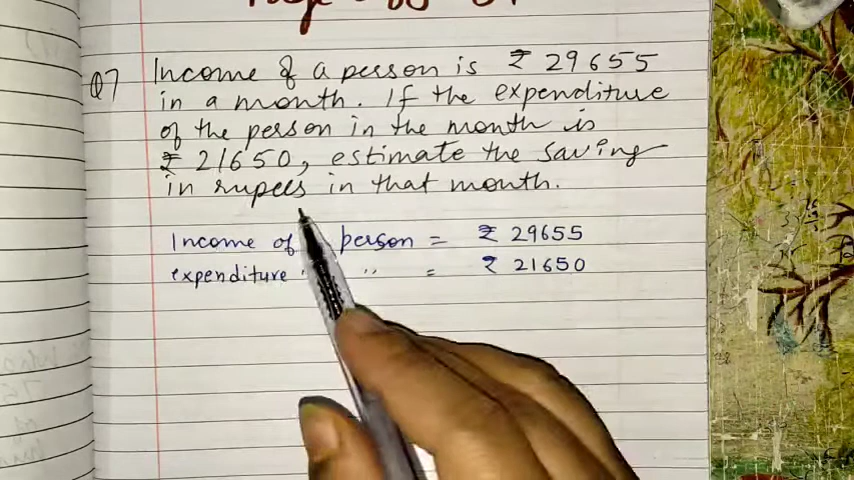 Q7 Income of a person is ₹ 29655
in a month. If the expenditure
of the person in the month is
₹ 21650, estimate the saving
in rupees in that month.
Income of person = ₹ 29655
expenditure " " = ₹ 21650